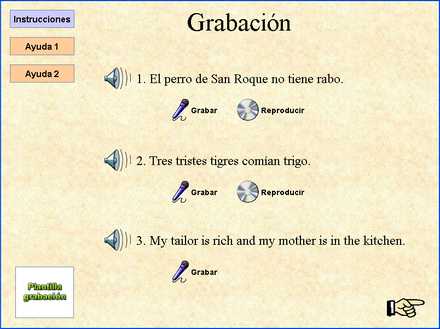 Instrucciones
Grabación
Ayuda 1
Ayuda 2
1. El perro de San Roque no tiene rabo.
Grabar Reproducir
2. Tres tristes tigres comían trigo.
Grabar Reproducir
3. My tailor is rich and my mother is in the kitchen.
Grabar
Plantilla
grabación